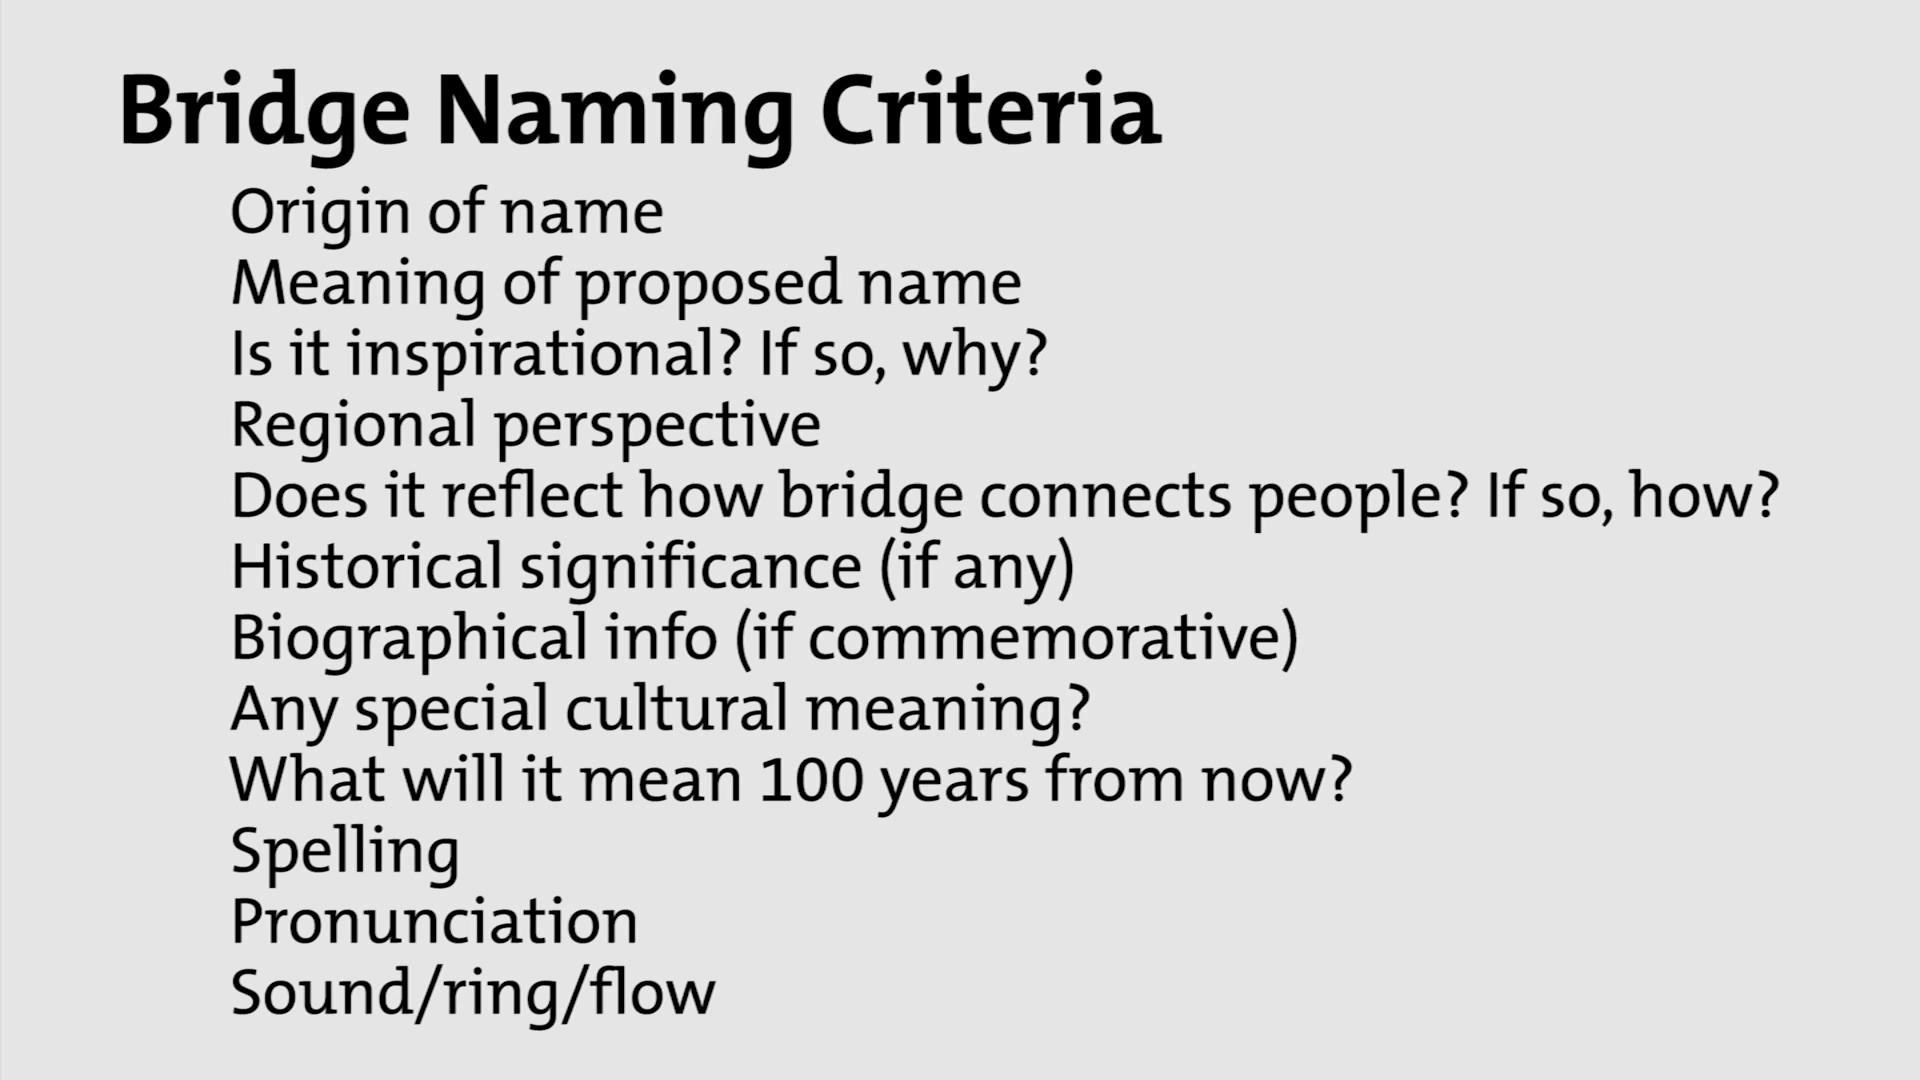 Bridge Naming Criteria
Origin of name
Meaning of proposed name
Is it inspirational? If so, why?
Regional perspective
Does it reflect how bridge connects people? If so, how?
Historical significance (if any)
Biographical info (if commemorative)
Any special cultural meaning?
What will it mean 100 years from now?
Spelling
Pronunciation
Sound/ring/flow